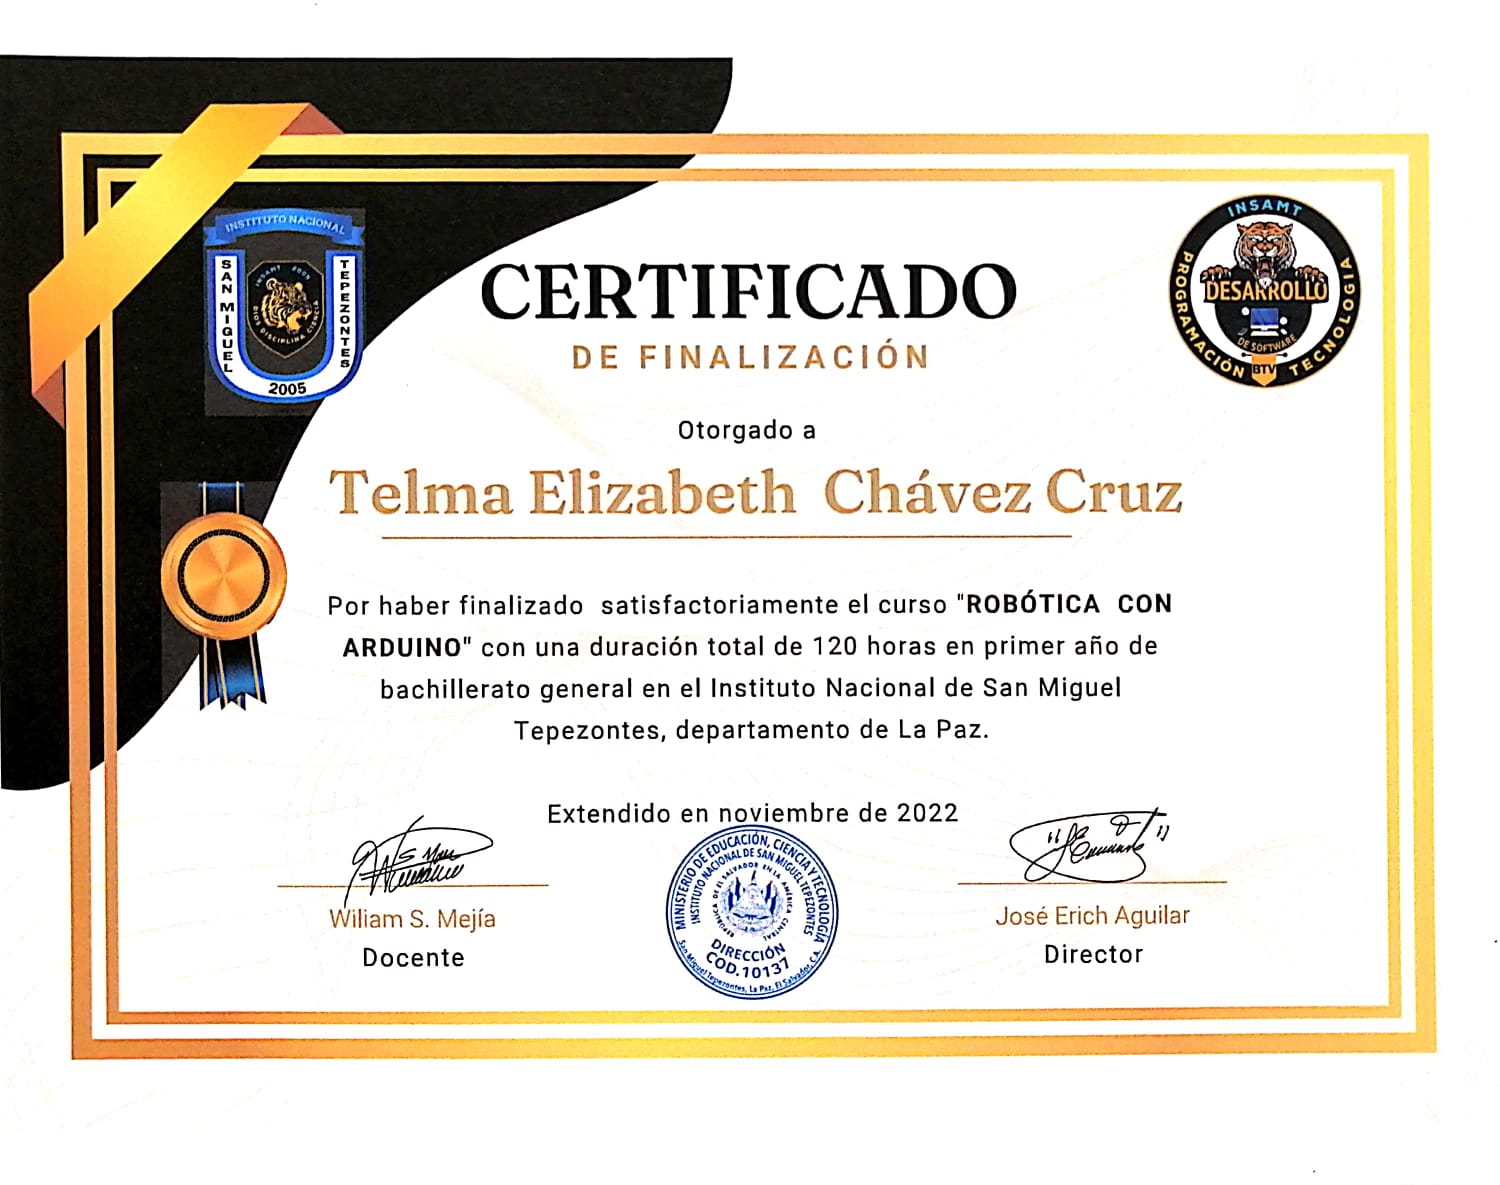 INSTITUTO NACIONAL
SAN MIGUEL
TEPEZONTES
INSAMT 2005
DIOS DISCIPLINA CIENCIA
2005
INSAMT
PROGRAMACIÓN
TECNOLOGIA
DESARROLLO
DE SOFTWARE
BTV
CERTIFICADO
DE FINALIZACIÓN
Otorgado a
Telma Elizabeth Chávez Cruz
Por haber finalizado satisfactoriamente el curso "ROBÓTICA CON
ARDUINO" con una duración total de 120 horas en primer año de
bachillerato general en el Instituto Nacional de San Miguel
Tepezontes, departamento de La Paz.
Extendido en noviembre de 2022
Wiliam S. Mejía
Docente
MINISTERIO DE EDUCACIÓN, CIENCIA Y TECNOLOGÍA
INSTITUTO NACIONAL DE SAN MIGUEL TEPEZONTES
REPÚBLICA DE EL SALVADOR EN LA AMÉRICA CENTRAL
DIRECCIÓN
COD. 10137
San Miguel Tepezontes, La Paz, El Salvador, C.A.
José Erich Aguilar
Director